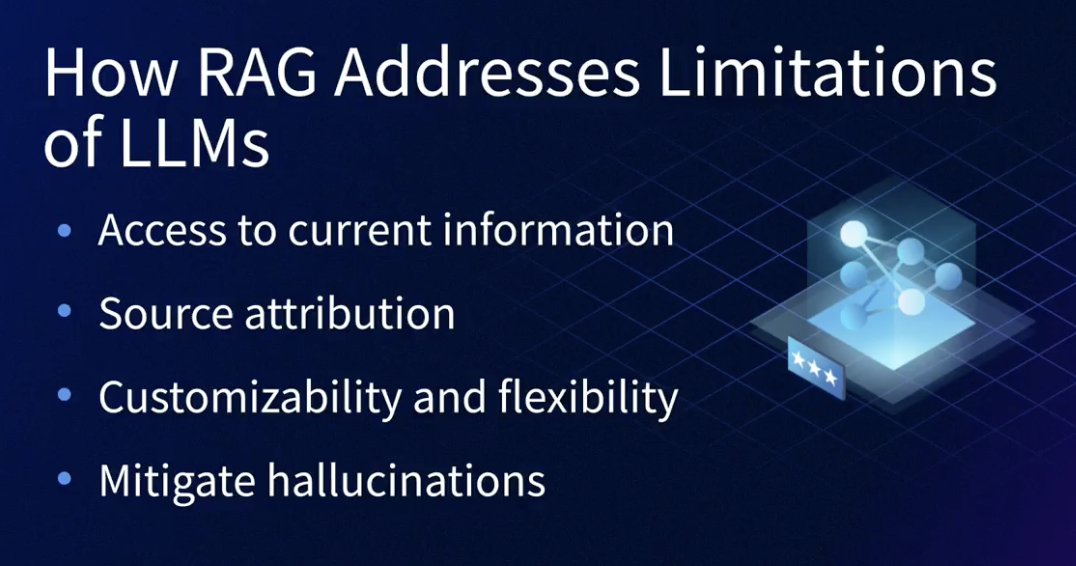 How RAG Addresses Limitations
of LLMs
• Access to current information
• Source attribution
• Customizability and flexibility
• Mitigate hallucinations